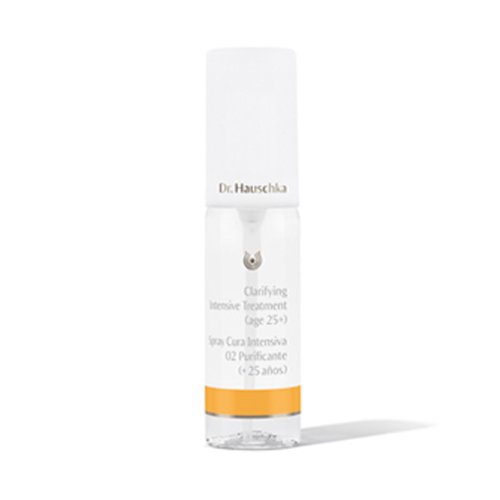 Dr. Hauschka
Clarifying
Intensive Treatment
(age 25+)
Spray Cura Intensiva
02 Purificante
(+25 años)